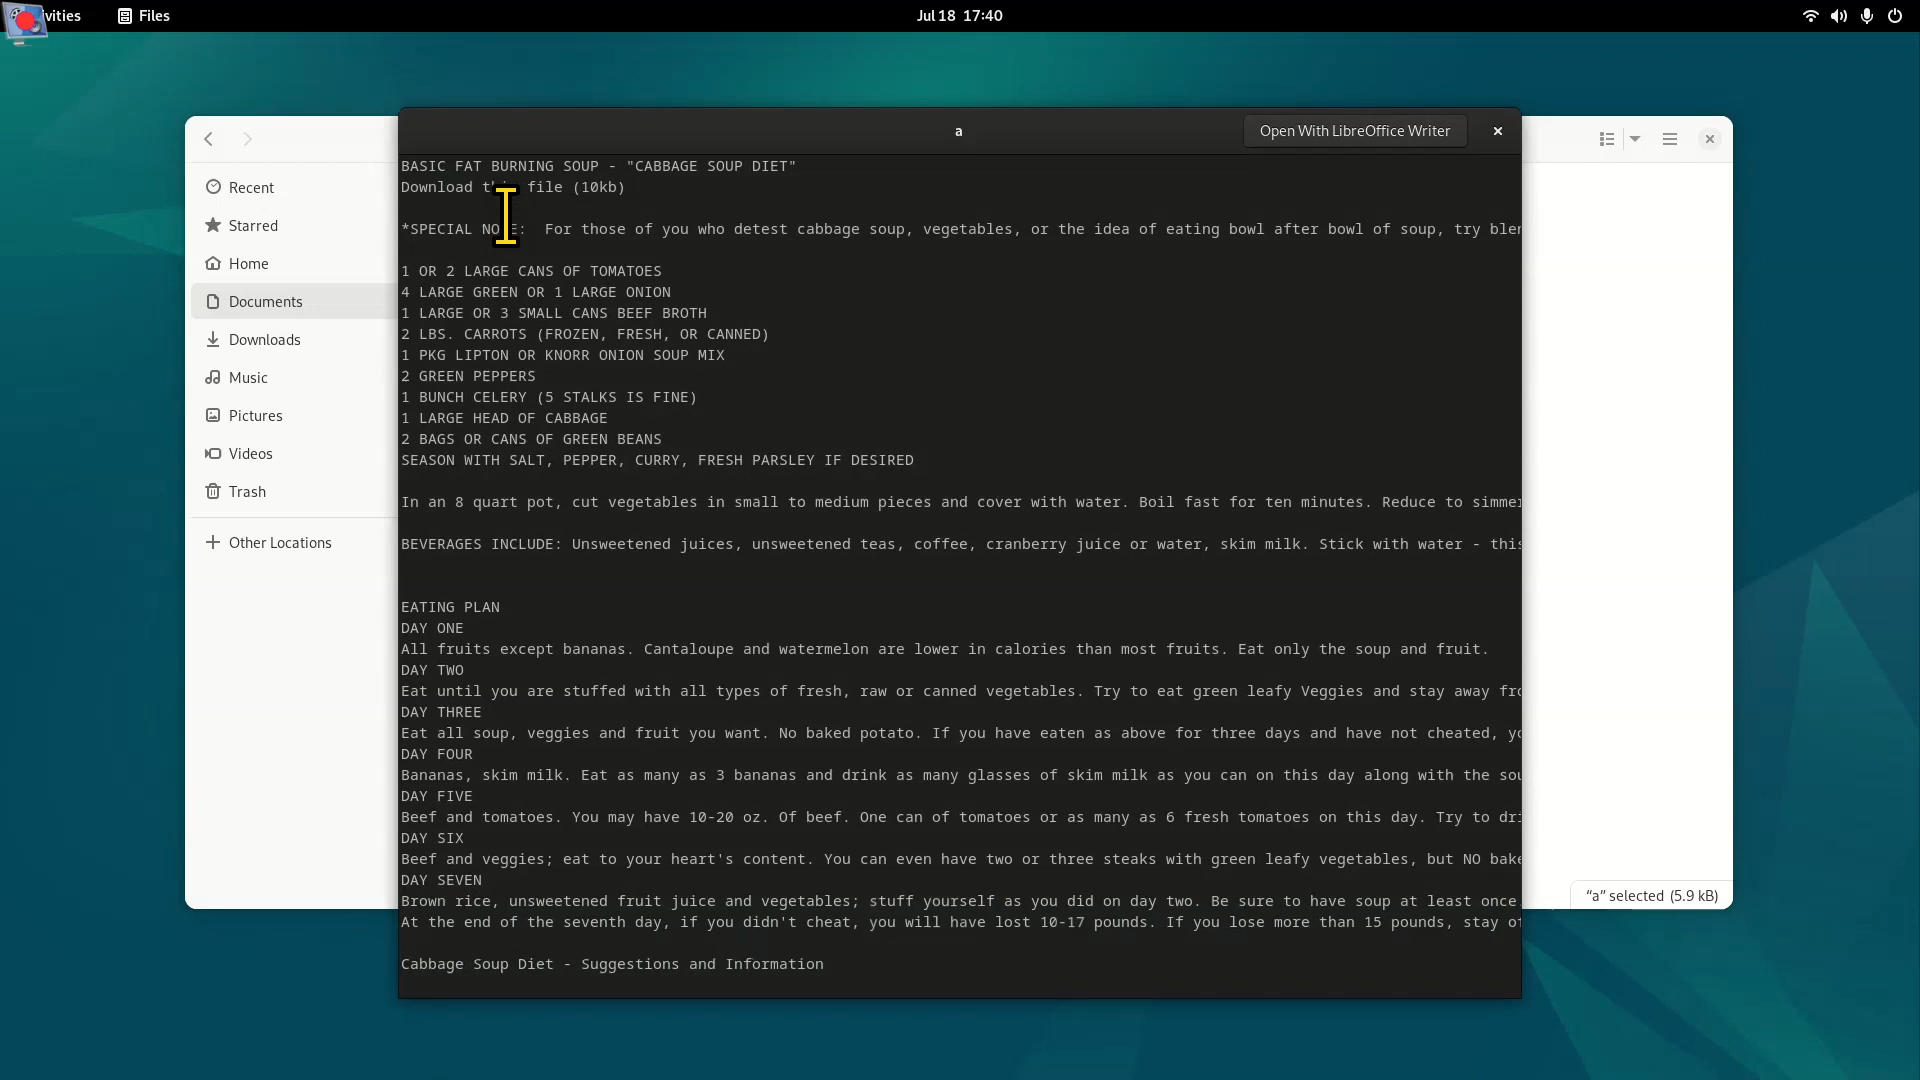 Files
Jul 18 17:40
a
Open With LibreOffice Writer
Recent
Starred
Home
Documents
Downloads
Music
Pictures
Videos
Trash
Other Locations
BASIC FAT BURNING SOUP - "CABBAGE SOUP DIET"
Download this file (10kb)
*SPECIAL NOTE: For those of you who detest cabbage soup, vegetables, or the idea of eating bowl after bowl of soup, try
1 OR 2 LARGE CANS OF TOMATOES
4 LARGE GREEN OR 1 LARGE ONION
1 LARGE OR 3 SMALL CANS BEEF BROTH
2 LBS. CARROTS (FROZEN, FRESH, OR CANNED)
1 PKG LIPTON OR KNORR ONION SOUP MIX
2 GREEN PEPPERS
1 BUNCH CELERY (5 STALKS IS FINE)
1 LARGE HEAD OF CABBAGE
2 BAGS OR CANS OF GREEN BEANS
SEASON WITH SALT, PEPPER, CURRY, FRESH PARSLEY IF DESIRED
In an 8 quart pot, cut vegetables in small to medium pieces and cover with water. Boil fast for ten minutes. Reduce to
BEVERAGES INCLUDE: Unsweetened juices, unsweetened teas, coffee, cranberry juice or water, skim milk. Stick with water -
EATING PLAN
DAY ONE
All fruits except bananas. Cantaloupe and watermelon are lower in calories than most fruits. Eat only the soup and fruit.
DAY TWO
Eat until you are stuffed with all types of fresh, raw or canned vegetables. Try to eat green leafy Veggies and stay away
DAY THREE
Eat all soup, veggies and fruit you want. No baked potato. If you have eaten as above for three days and have not cheated,
DAY FOUR
Bananas, skim milk. Eat as many as 3 bananas and drink as many glasses of skim milk as you can on this day along with the
DAY FIVE
Beef and tomatoes. You may have 10-20 oz. Of beef. One can of tomatoes or as many as 6 fresh tomatoes on this day. Try to
DAY SIX
Beef and veggies; eat to your heart's content. You can even have two or three steaks with green leafy vegetables, but NO
DAY SEVEN
Brown rice, unsweetened fruit juice and vegetables; stuff yourself as you did on day two. Be sure to have soup at least once
At the end of the seventh day, if you didn't cheat, you will have lost 10-17 pounds. If you lose more than 15 pounds, stay
Cabbage Soup Diet - Suggestions and Information
“a” selected (5.9 kB)